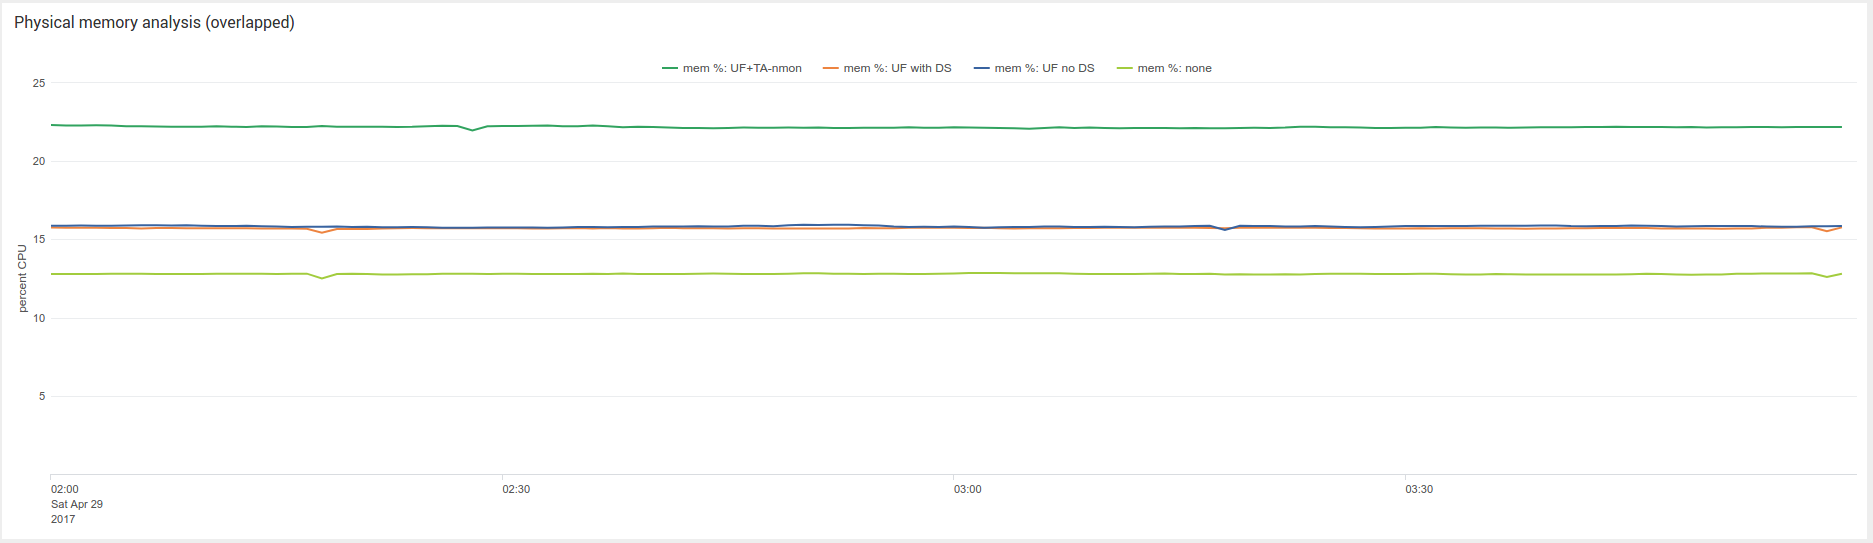 Physical memory analysis (overlapped)
mem %: UF+TA-nmon mem %: UF with DS mem %: UF no DS mem %: none
25
20
15
10
5
percent CPU
02:00 02:30 03:00 03:30
Sat Apr 29
2017